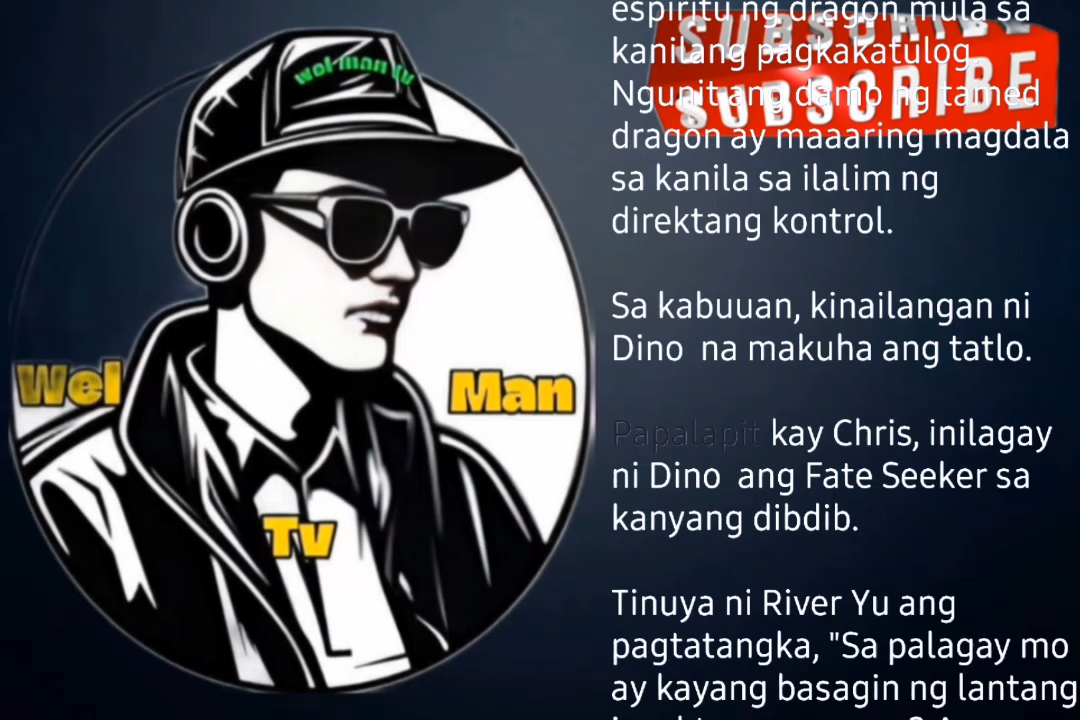 wel man tv
Wel
Man
Tv
SUBSCRIBE
SUBSCRIBE
espiritu ng dragon mula sa
kanilang pagkakatulog.
Ngunit ang damo ng tamed
dragon ay maaaring magdala
sa kanila sa ilalim ng
direktang kontrol.
Sa kabuuan, kinailangan ni
Dino na makuha ang tatlo.
Papalapit kay Chris, inilagay
ni Dino ang Fate Seeker sa
kanyang dibdib.
Tinuya ni River Yu ang
pagtatangka, "Sa palagay mo
ay kayang basagin ng lantang